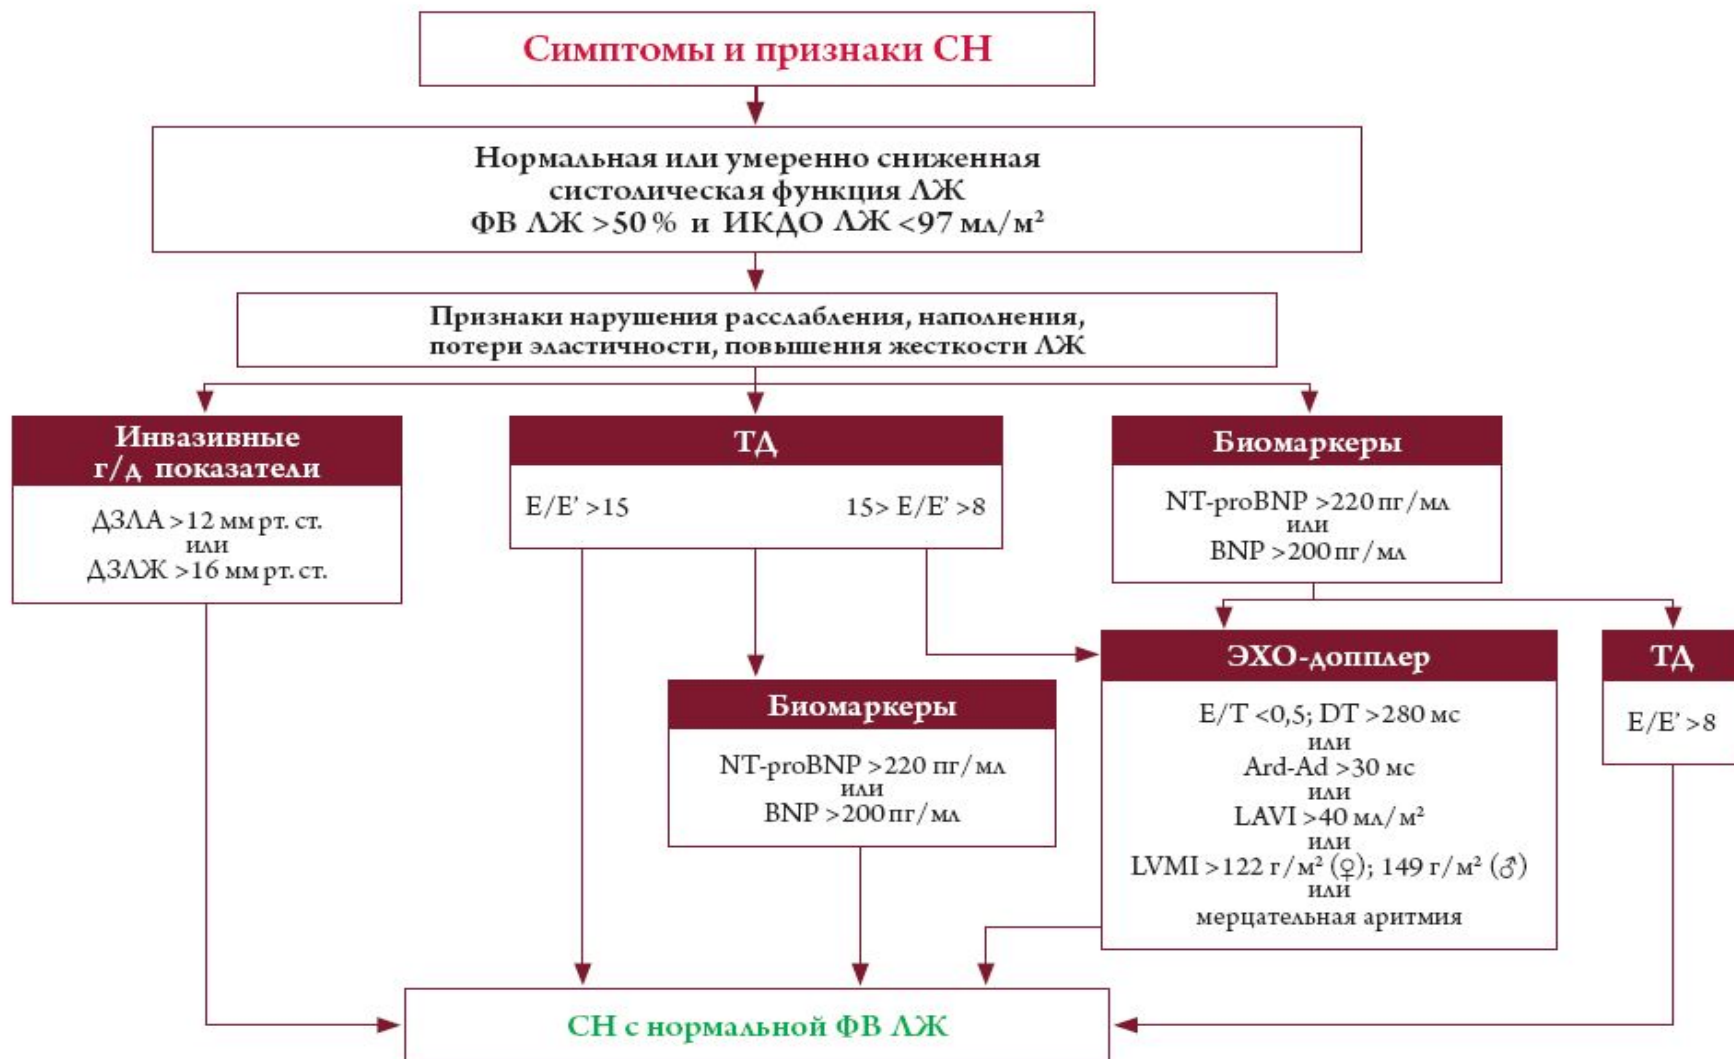 Симптомы и признаки СН
Нормальная или умеренно сниженная
систолическая функция ЛЖ
ФВ ЛЖ >50 % и ИКДО ЛЖ <97 мл/м²
Признаки нарушения расслабления, наполнения,
потери эластичности, повышения жесткости ЛЖ
Инвазивные
г/д показатели
ДЗЛА >12 мм рт. ст.
или
ДЗЛЖ >16 мм рт. ст.
ТД
E/E’ >15
15> E/E’ >8
Биомаркеры
NT-proBNP >220 пг/мл
или
BNP >200 пг/мл
Биомаркеры
NT-proBNP >220 пг/мл
или
BNP >200 пг/мл
ЭХО-допплер
E/T <0,5; DT >280 мс
или
Ard-Ad >30 мс
или
LAVI >40 мл/м²
или
LVMI >122 г/м² (♀); 149 г/м² (♂)
или
мерцательная аритмия
ТД
E/E’ >8
СН с нормальной ФВ ЛЖ